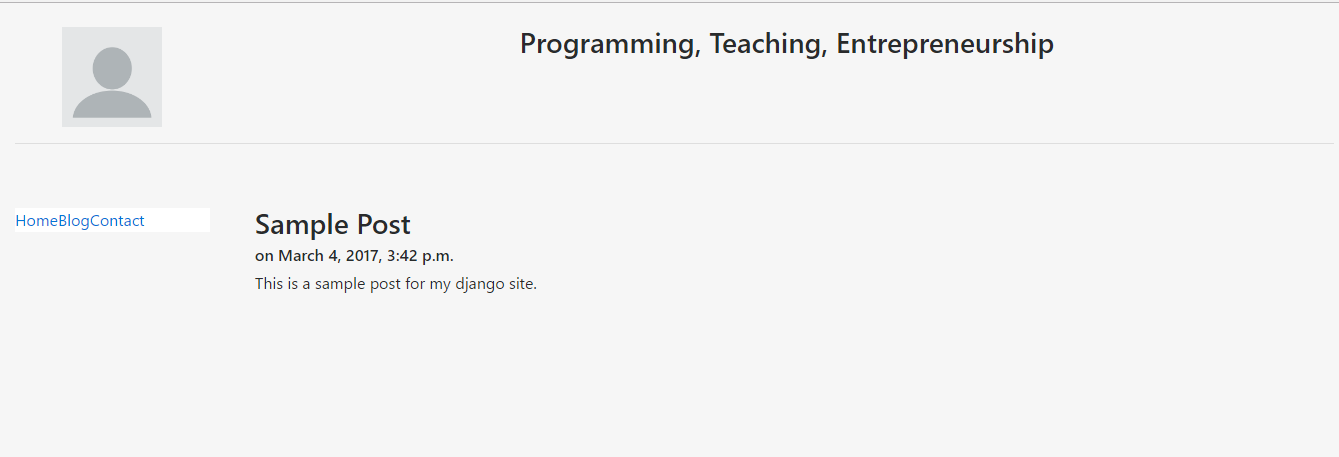 Programming, Teaching, Entrepreneurship
HomeBlogContact
Sample Post
on March 4, 2017, 3:42 p.m.
This is a sample post for my django site.